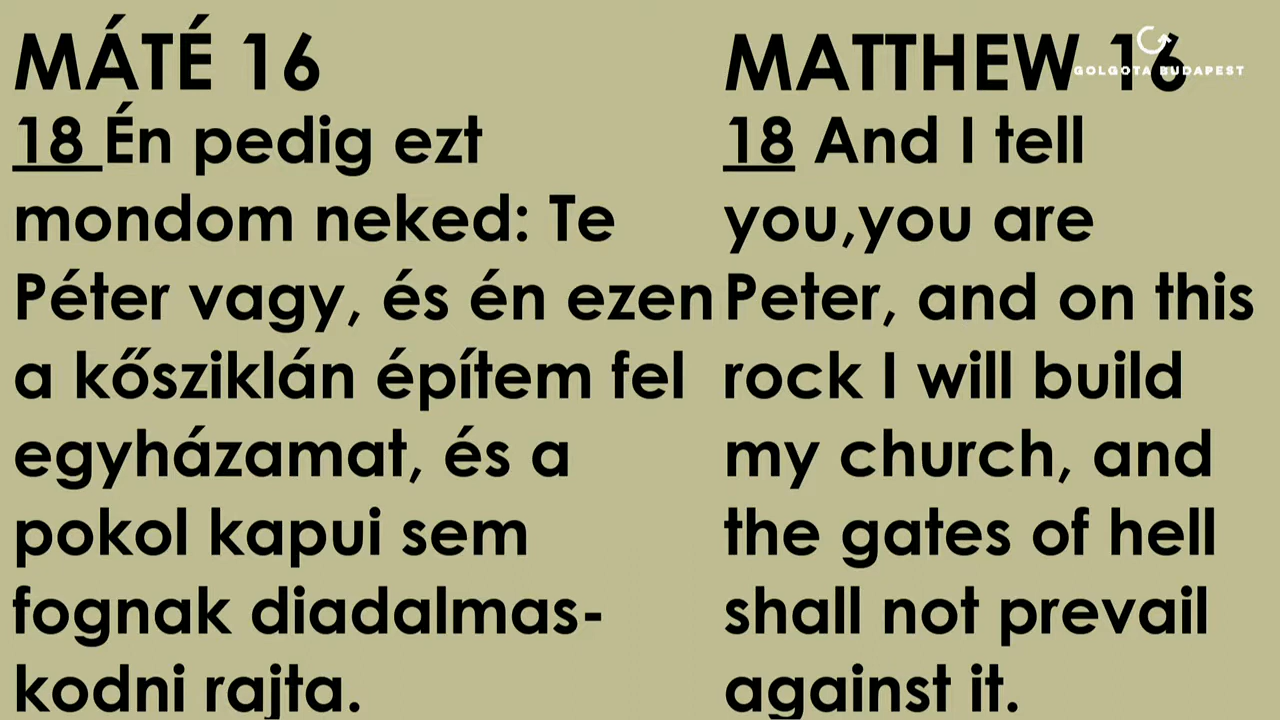 MÁTÉ 16
18 Én pedig ezt
mondom neked: Te
Péter vagy, és én ezen
a kősziklán építem fel
egyházamat, és a
pokol kapui sem
fognak diadalmas-
kodni rajta.
MATTHEW 16
18 And I tell
you,you are
Peter, and on this
rock I will build
my church, and
the gates of hell
shall not prevail
against it.
GOLGOTA BUDAPEST